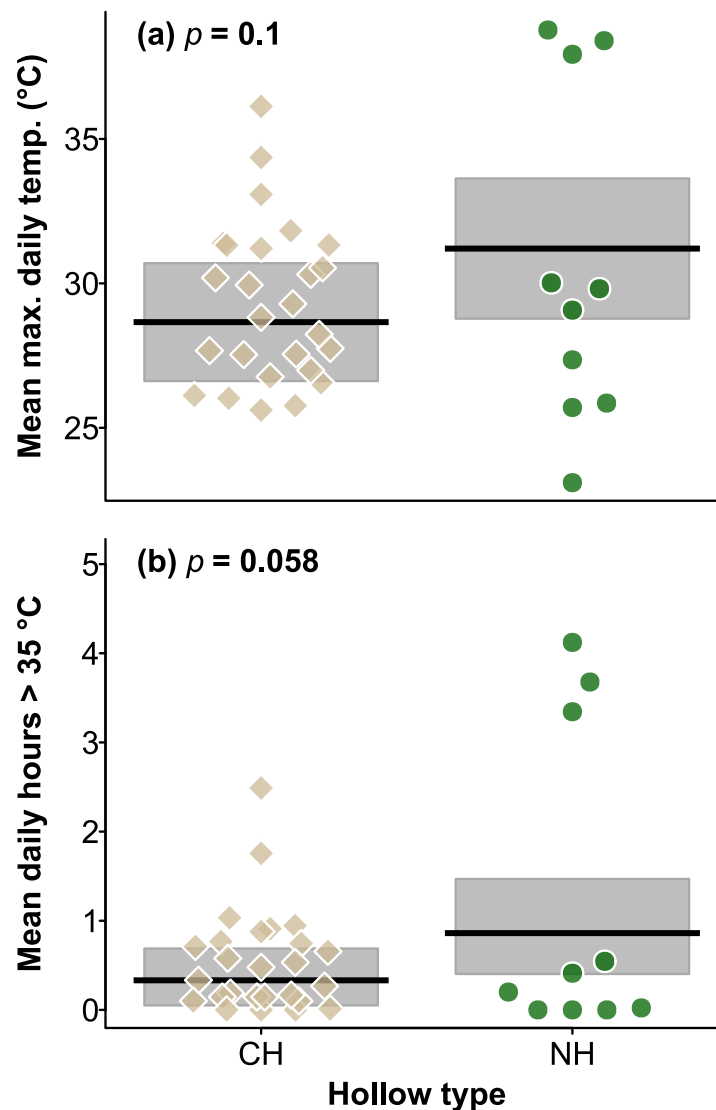 (a) p = 0.1
Mean max. daily temp. (°C)
35
30
25
(b) p = 0.058
Mean daily hours > 35 °C
5
4
3
2
1
0
CH NH
Hollow type